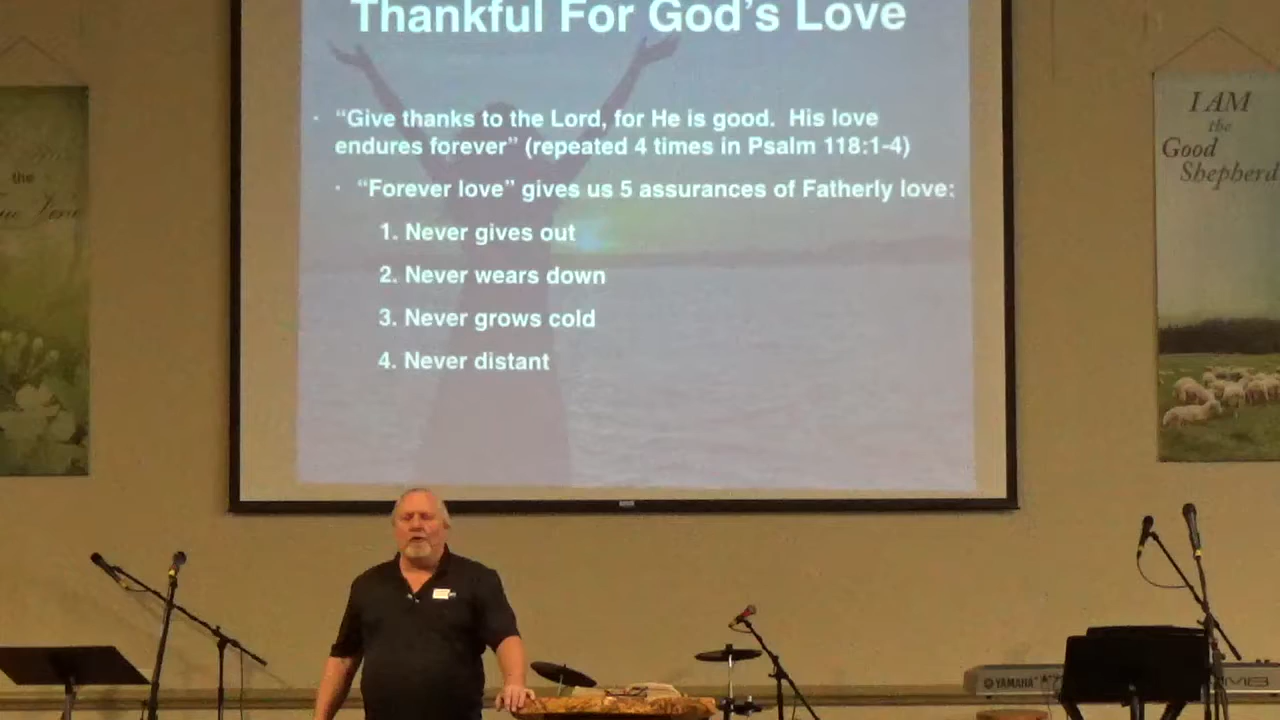 Thankful For God's Love
· "Give thanks to the Lord, for He is good. His love
endures forever" (repeated 4 times in Psalm 118:1-4)
· "Forever love" gives us 5 assurances of Fatherly love:
1. Never gives out
2. Never wears down
3. Never grows cold
4. Never distant
I AM
the
Good
Shepherd
the
YAMAHA